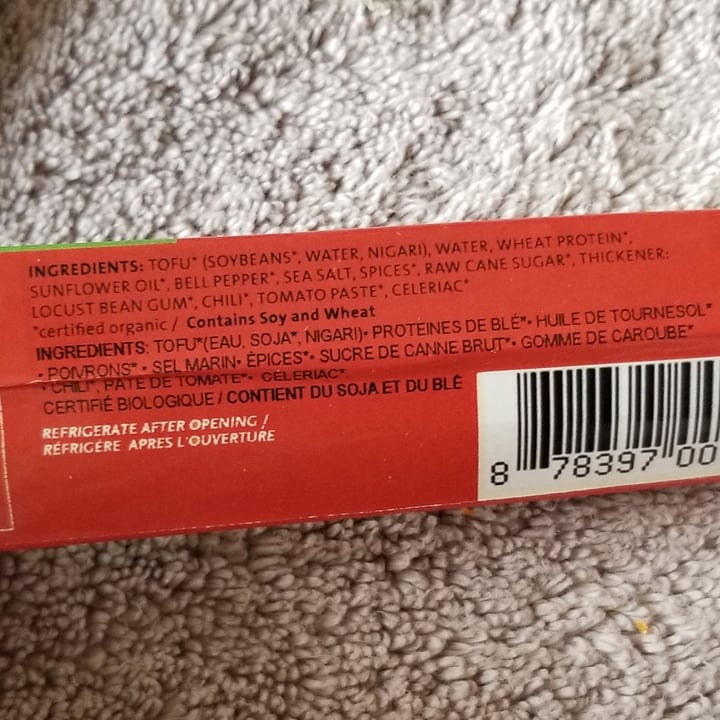 INGREDIENTS: TOFU* (SOYBEANS*, WATER, NIGARI), WATER, WHEAT PROTEIN*,
SUNFLOWER OIL*, BELL PEPPER*, SEA SALT, SPICES*, RAW CANE SUGAR*, THICKENER:
LOCUST BEAN GUM*, CHILI*, TOMATO PASTE*, CELERIAC*
*certified organic / Contains Soy and Wheat
INGREDIENTS: TOFU*(EAU, SOJA*, NIGARI)• PROTEINES DE BLÉ*• HUILE DE TOURNESOL*
• POIVRONS*• SEL MARIN• ÉPICES*• SUCRE DE CANNE BRUT*• GOMME DE CAROUBE*
• CHILI*, PATE DE TOMATE*• CELERIAC*.
CERTIFIÉ BIOLOGIQUE / CONTIENT DU SOJA ET DU BLÉ
REFRIGERATE AFTER OPENING /
RÉFRIGÉRE APRES L'OUVERTURE
8 78397 00